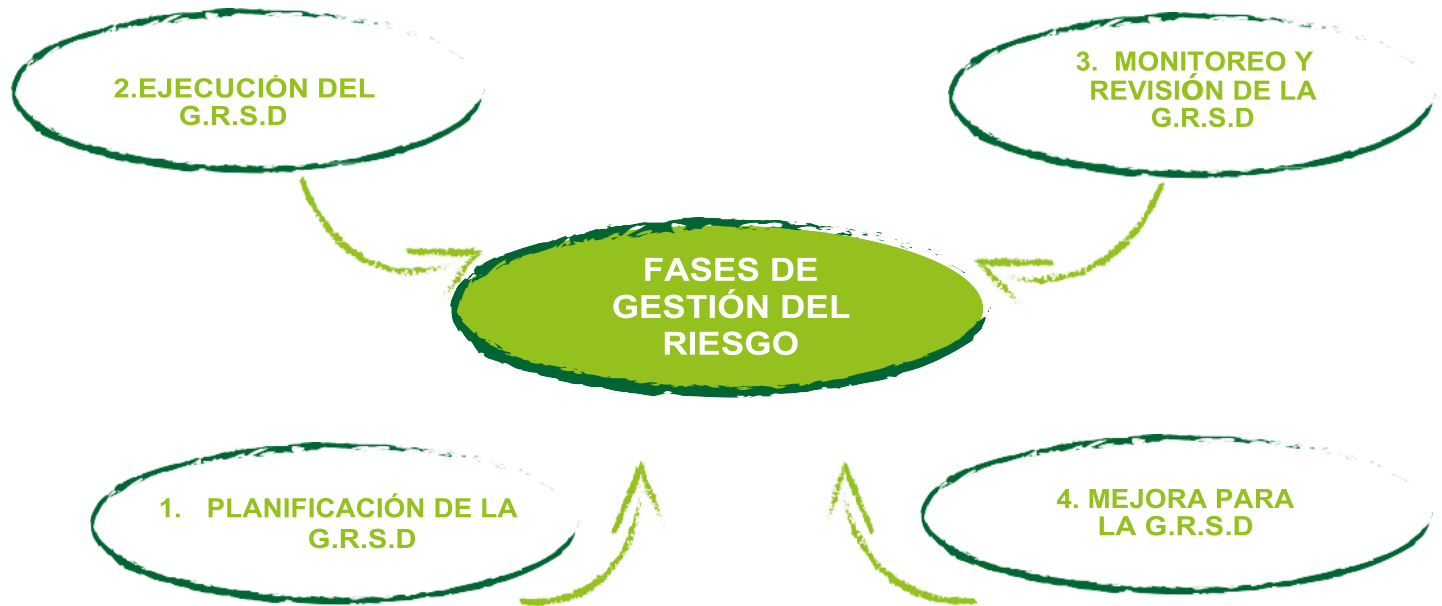 2.EJECUCIÓN DEL
G.R.S.D
3. MONITOREO Y
REVISIÓN DE LA
G.R.S.D
FASES DE
GESTIÓN DEL
RIESGO
1. PLANIFICACIÓN DE LA
G.R.S.D
4. MEJORA PARA
LA G.R.S.D